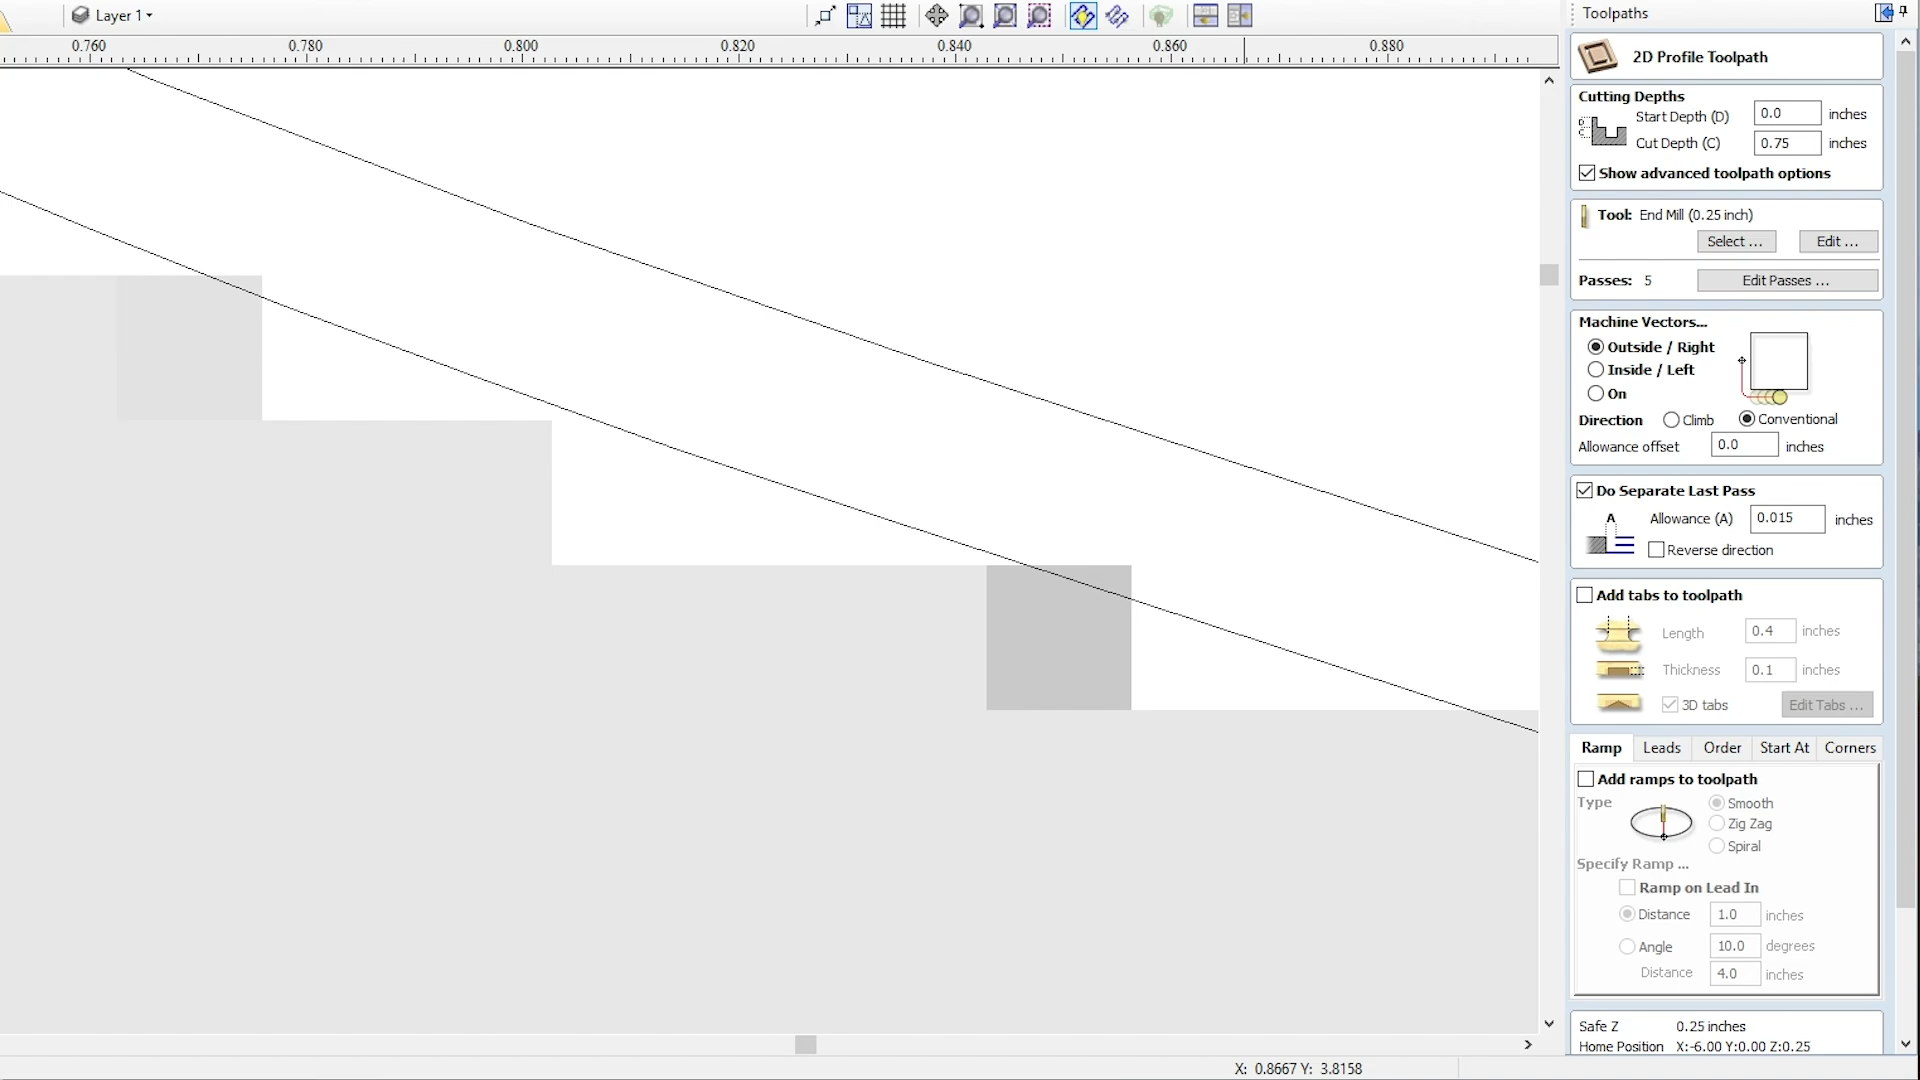 Layer 1
Toolpaths
0.760 0.780 0.800 0.820 0.840 0.860 0.880
2D Profile Toolpath
Cutting Depths
Start Depth (D) 0.0 inches
Cut Depth (C) 0.75 inches
Show advanced toolpath options
Tool: End Mill (0.25 inch)
Select ... Edit ...
Passes: 5 Edit Passes ...
Machine Vectors...
Outside / Right
Inside / Left
On
Direction Climb Conventional
Allowance offset 0.0 inches
Do Separate Last Pass
A Allowance (A) 0.015 inches
Reverse direction
Add tabs to toolpath
Length 0.4 inches
Thickness 0.1 inches
3D tabs Edit Tabs ...
Ramp Leads Order Start At Corners
Add ramps to toolpath
Type Smooth
Zig Zag
Spiral
Specify Ramp ...
Ramp on Lead In
Distance 1.0 inches
Angle 10.0 degrees
Distance 4.0 inches
Safe Z 0.25 inches
Home Position X:-6.00 Y:0.00 Z:0.25
X: 0.8667 Y: 3.8158